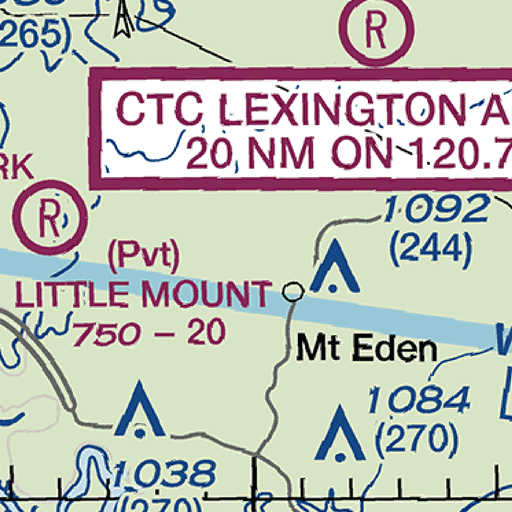 (265)
R
CTC LEXINGTON A
20 NM ON 120.7
RK
R
1092
(244)
(Pvt)
LITTLE MOUNT
750 – 20
Mt Eden
1084
(270)
1038
(270)